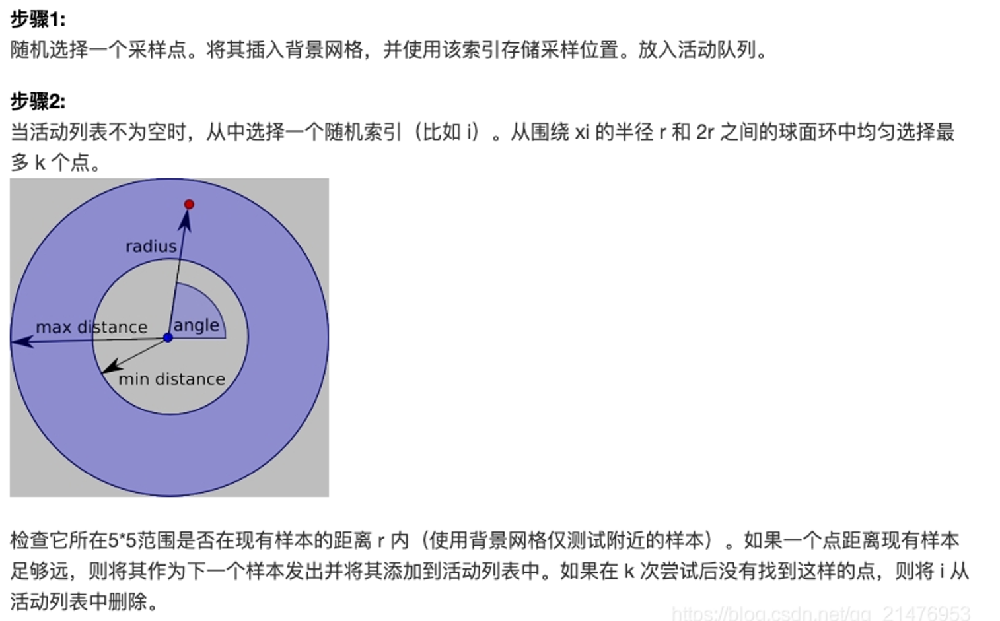 步骤1:
随机选择一个采样点。将其插入背景网格，并使用该索引存储采样位置。放入活动队列。
步骤2:
当活动列表不为空时，从中选择一个随机索引（比如 i）。从围绕 xi 的半径 r 和 2r 之间的球面环中均匀选择最
多 k 个点。
radius
max distance
angle
min distance
检查它所在5*5范围是否在现有样本的距离 r 内（使用背景网格仅测试附近的样本）。如果一个点距离现有样本
足够远，则将其作为下一个样本发出并将其添加到活动列表中。如果在 k 次尝试后没有找到这样的点，则将 i 从
活动列表中删除。
https://blog.csdn.net/qq_21476953